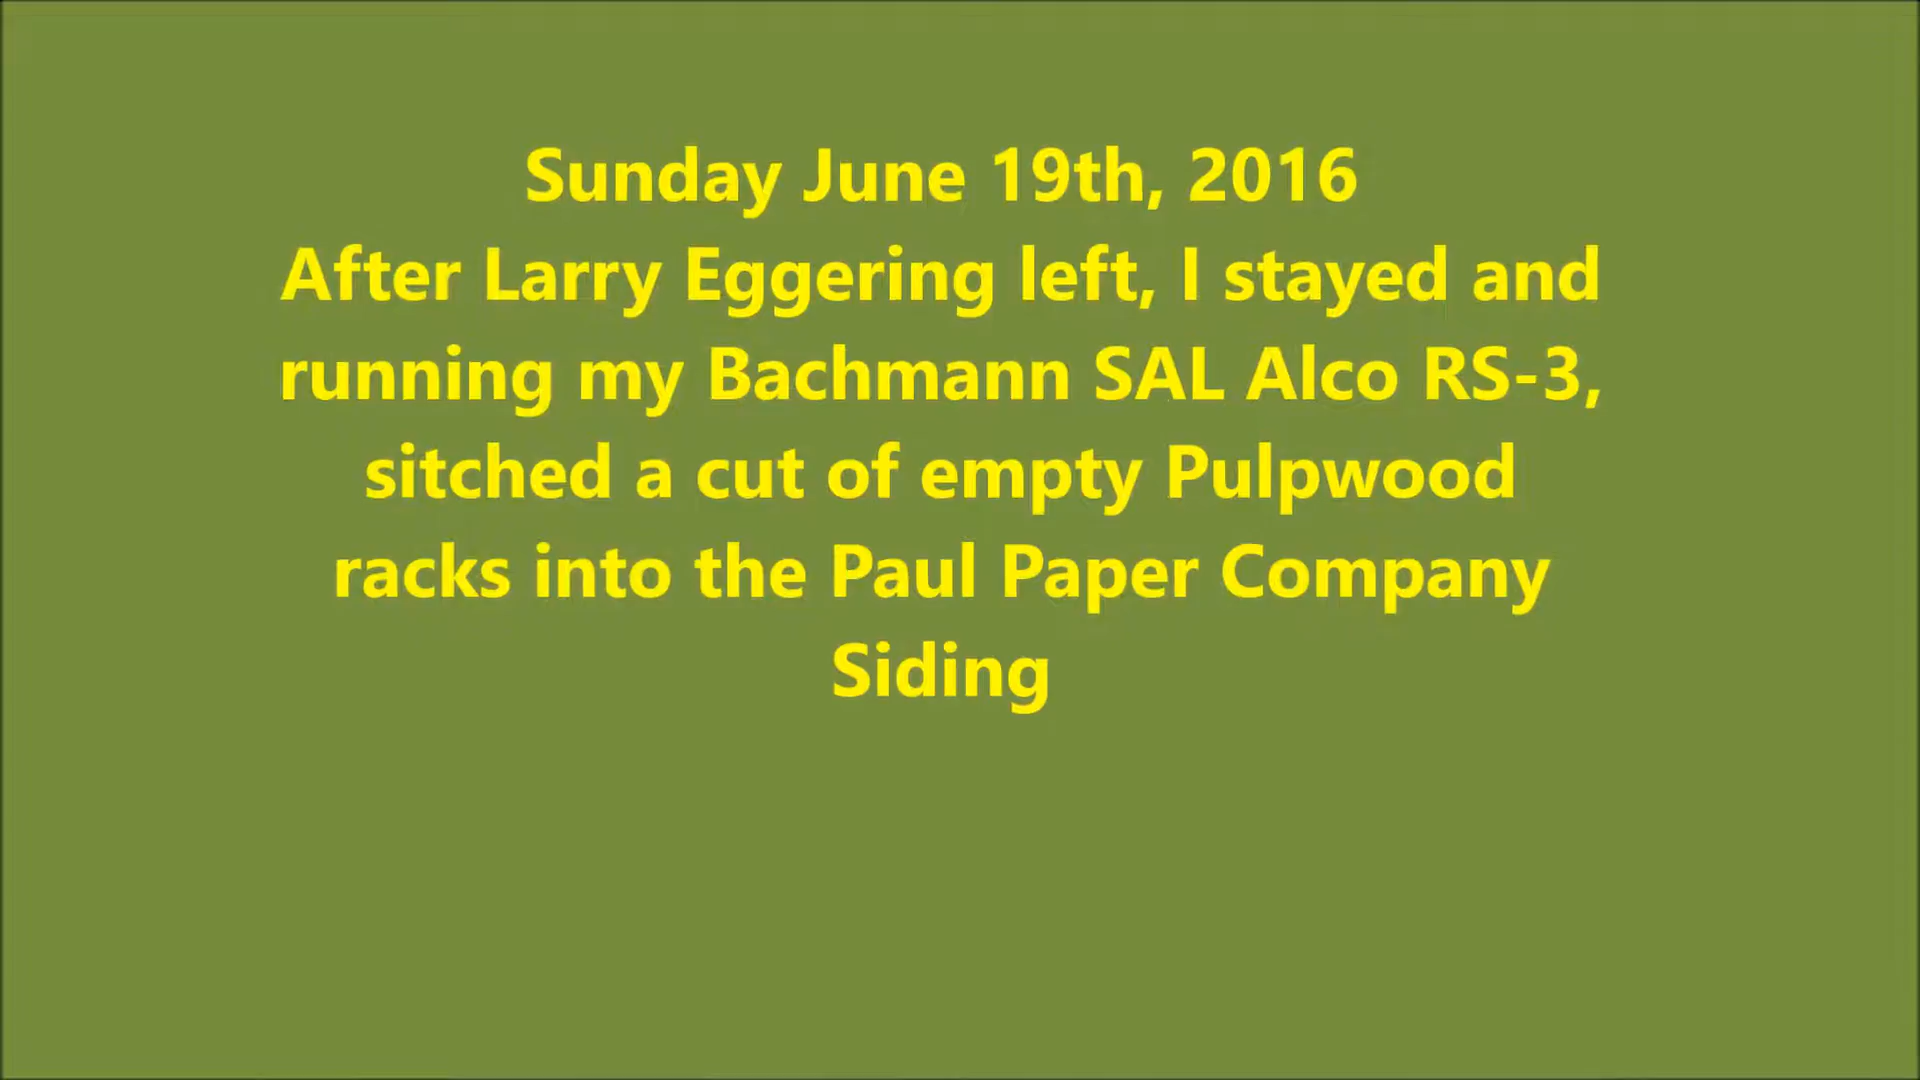 Sunday June 19th, 2016
After Larry Eggering left, I stayed and
running my Bachmann SAL Alco RS-3,
sitched a cut of empty Pulpwood
racks into the Paul Paper Company
Siding